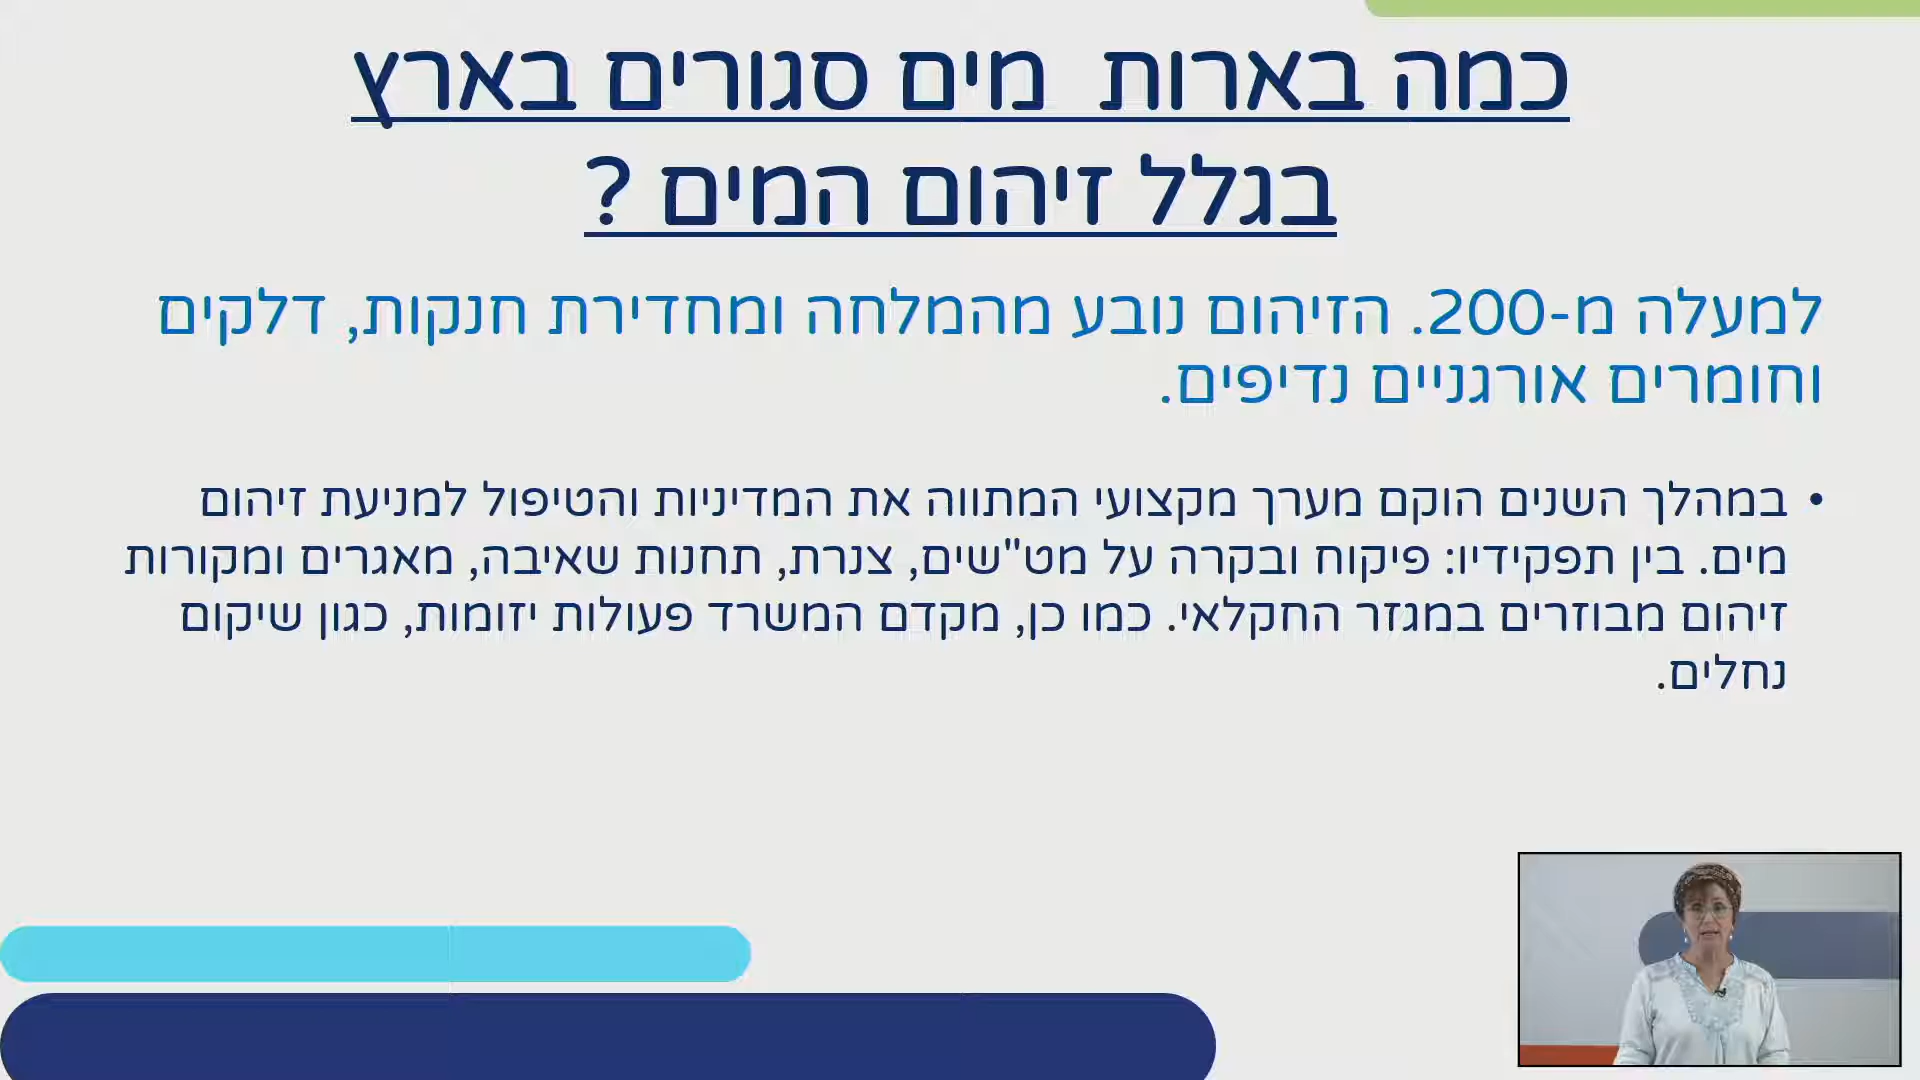 כמה בארות  מים סגורים בארץ
בגלל זיהום המים ?
למעלה מ-200. הזיהום נובע מהמלחה ומחדירת חנקות, דלקים
וחומרים אורגניים נדיפים.
• במהלך השנים הוקם מערך מקצועי המתווה את המדיניות והטיפול למניעת זיהום
מים. בין תפקידיו: פיקוח ובקרה על מט"שים, צנרת, תחנות שאיבה, מאגרים ומקורות
זיהום מבוזרים במגזר החקלאי. כמו כן, מקדם המשרד פעולות יזומות, כגון שיקום
נחלים.